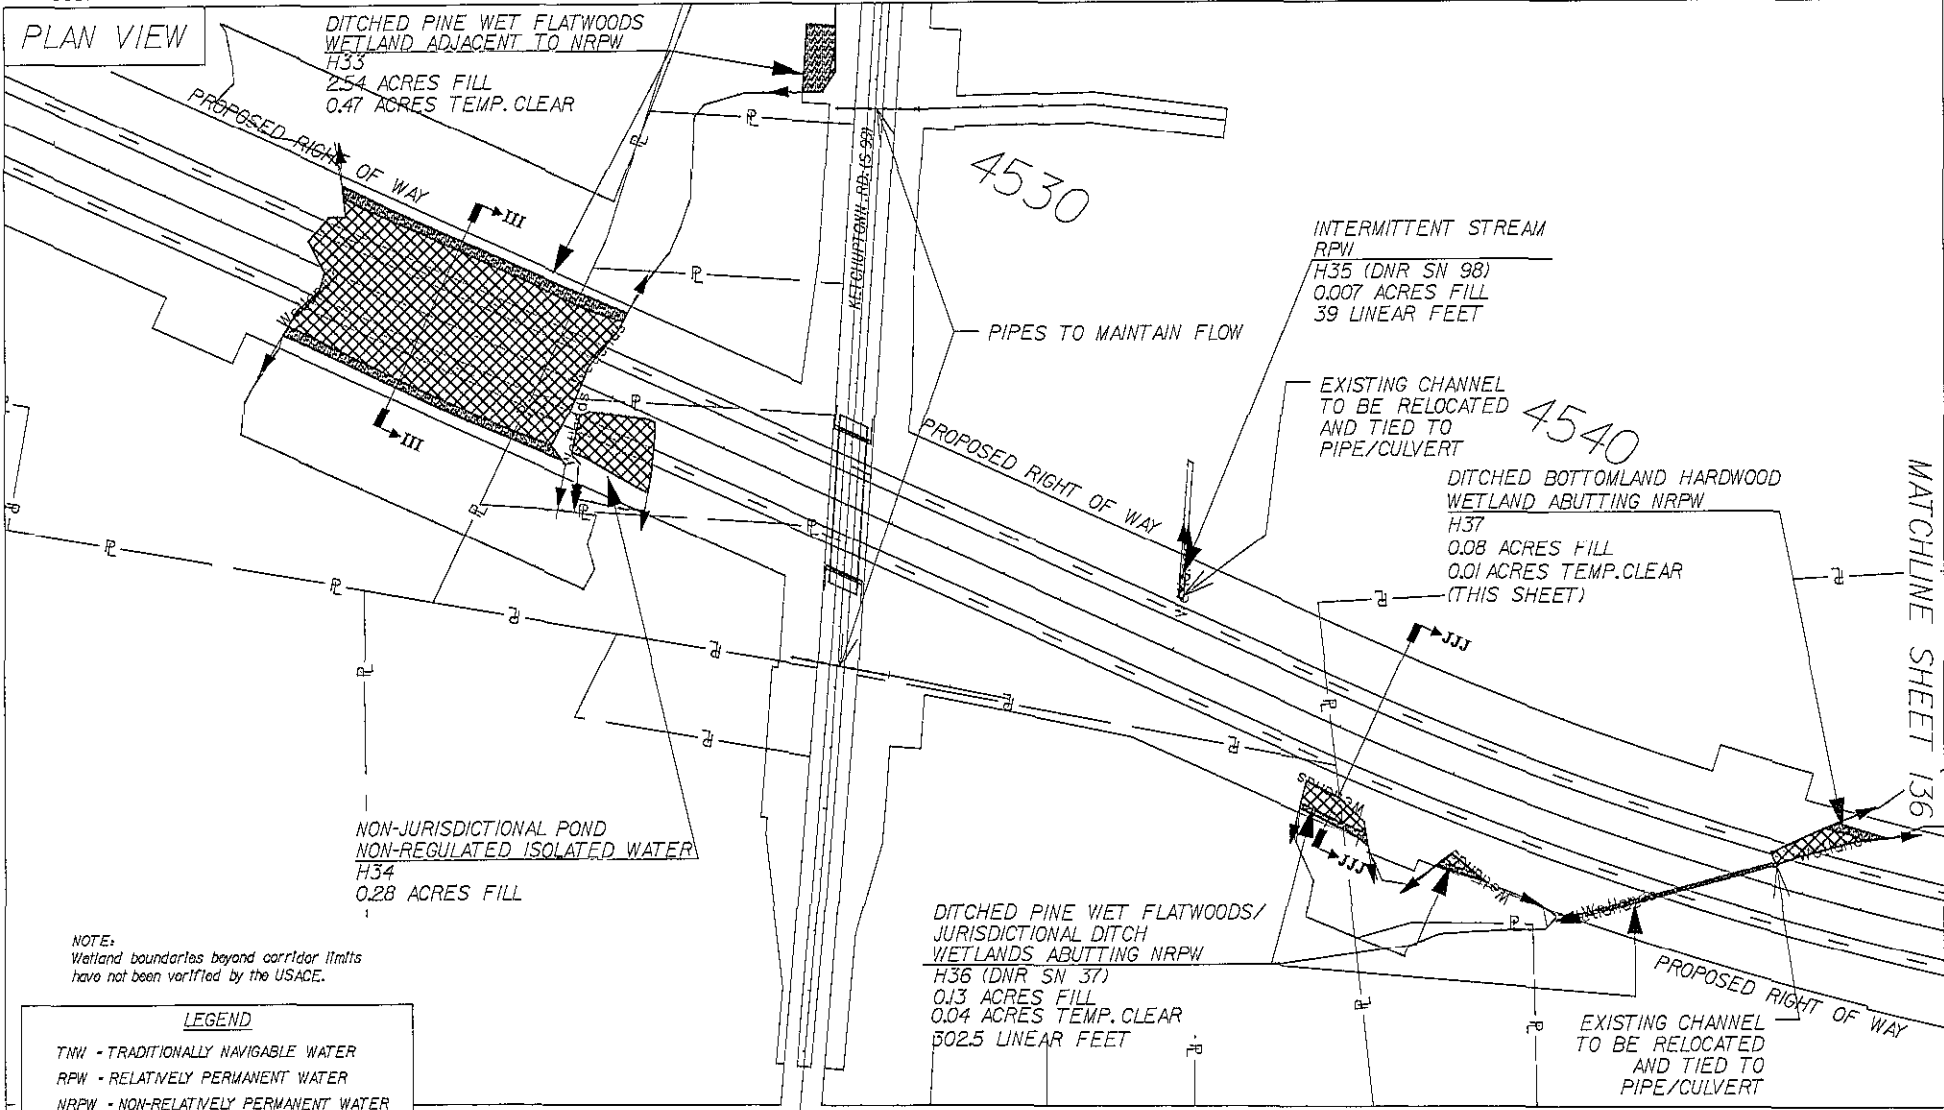 PLAN VIEW
DITCHED PINE WET FLATWOODS
WETLAND ADJACENT TO NRPW
H33
2.54 ACRES FILL
0.47 ACRES TEMP. CLEAR
PROPOSED RIGHT OF WAY
III
III
KETCHUPTOWN RD. (S 99)
4530
PIPES TO MAINTAIN FLOW
INTERMITTENT STREAM
RPW
H35 (DNR SN 98)
0.007 ACRES FILL
39 LINEAR FEET
EXISTING CHANNEL
TO BE RELOCATED
AND TIED TO
PIPE/CULVERT
4540
PROPOSED RIGHT OF WAY
DITCHED BOTTOMLAND HARDWOOD
WETLAND ABUTTING NRPW
H37
0.08 ACRES FILL
0.01 ACRES TEMP. CLEAR
(THIS SHEET)
MATCHLINE SHEET 136
JJJ
JJJ
Wetlands
NON-JURISDICTIONAL POND
NON-REGULATED ISOLATED WATER
H34
0.28 ACRES FILL
DITCHED PINE WET FLATWOODS/
JURISDICTIONAL DITCH
WETLANDS ABUTTING NRPW
H36 (DNR SN 37)
0.13 ACRES FILL
0.04 ACRES TEMP. CLEAR
302.5 LINEAR FEET
PROPOSED RIGHT OF WAY
EXISTING CHANNEL
TO BE RELOCATED
AND TIED TO
PIPE/CULVERT
NOTE:
Wetland boundaries beyond corridor limits
have not been verified by the USACE.
LEGEND
TNW - TRADITIONALLY NAVIGABLE WATER
RPW - RELATIVELY PERMANENT WATER
NRPW - NON-RELATIVELY PERMANENT WATER